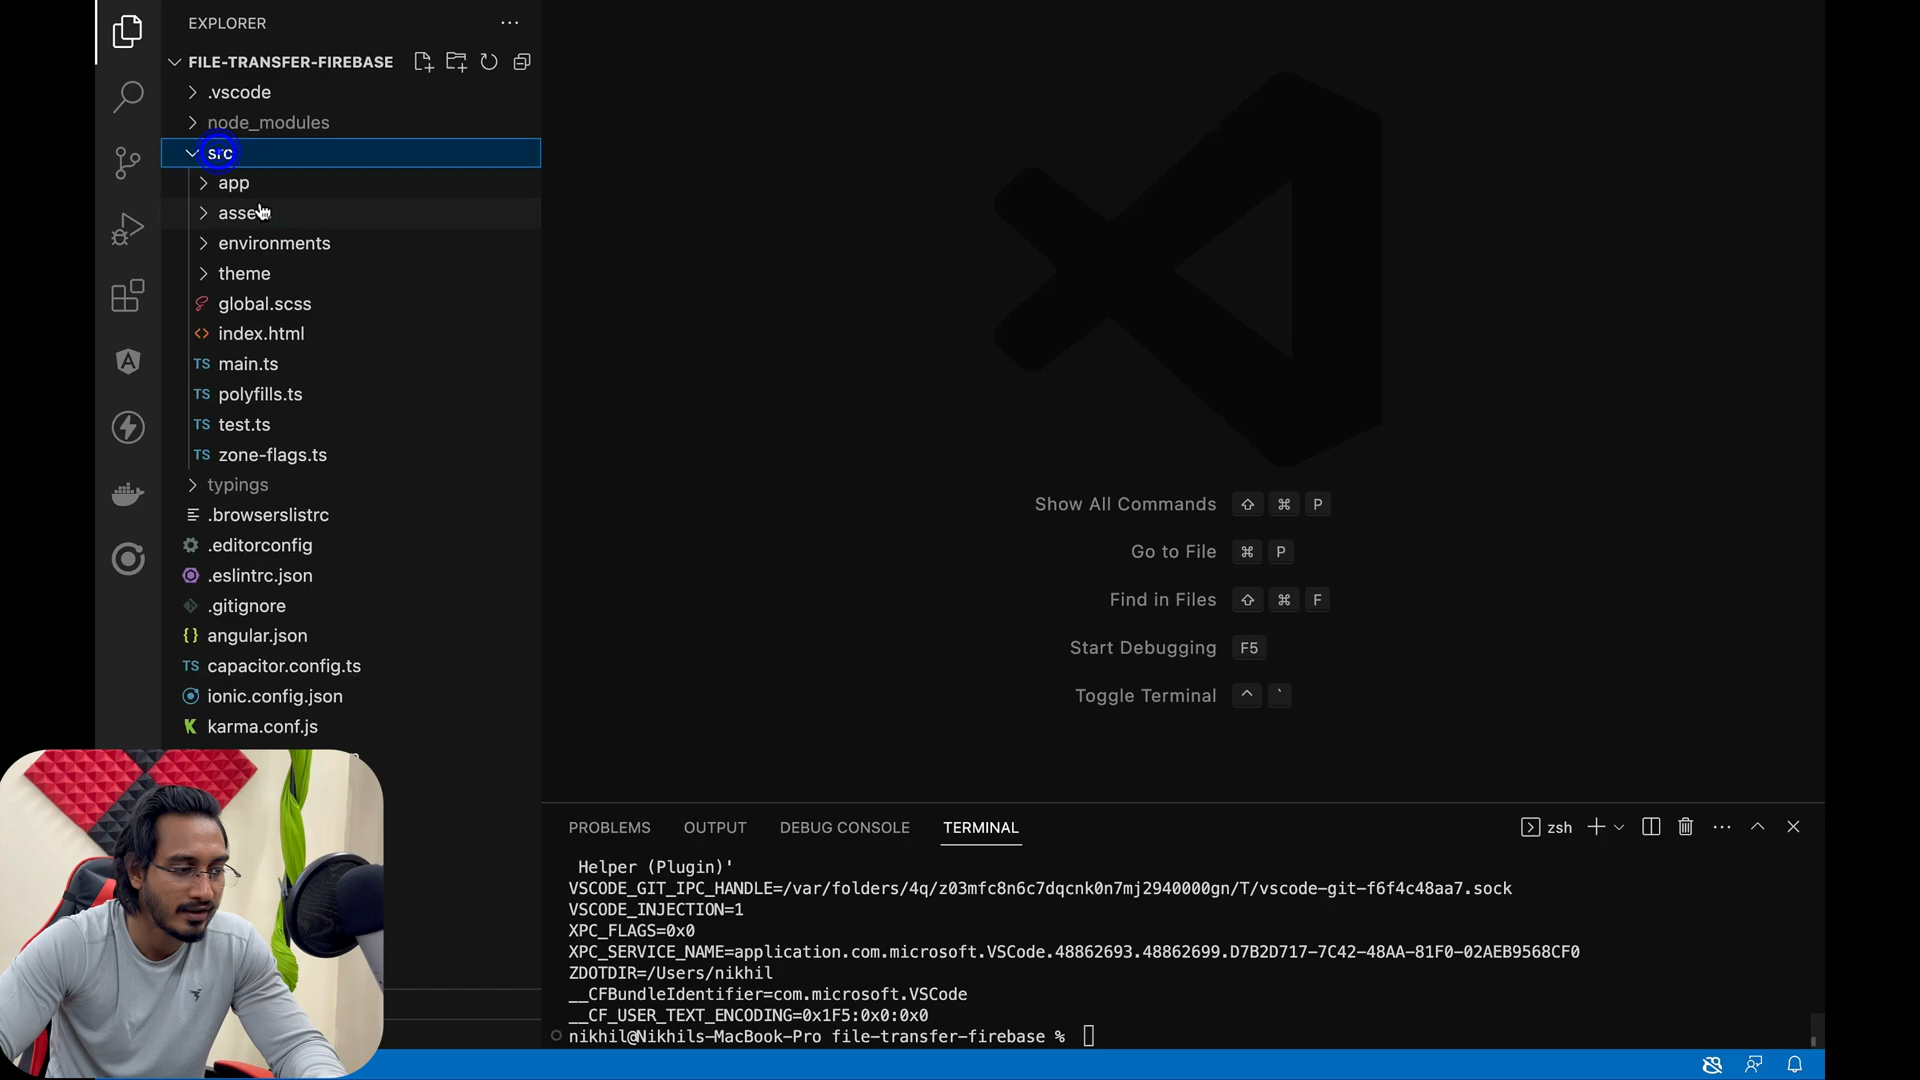 EXPLORER
FILE-TRANSFER-FIREBASE
.vscode
node_modules
src
app
environments
theme
global.scss
index.html
TS main.ts
TS polyfills.ts
TS test.ts
TS zone-flags.ts
typings
.browserslistrc
.editorconfig
.eslintrc.json
.gitignore
{} angular.json
TS capacitor.config.ts
ionic.config.json
karma.conf.js
Show All Commands ⇧ ⌘ P
Go to File ⌘ P
Find in Files ⇧ ⌘ F
Start Debugging F5
Toggle Terminal ^ `
PROBLEMS OUTPUT DEBUG CONSOLE TERMINAL zsh
Helper (Plugin)'
VSCODE_GIT_IPC_HANDLE=/var/folders/4q/z03mfc8n6c7dqcnk0n7mj2940000gn/T/vscode-git-f6f4c48aa7.sock
VSCODE_INJECTION=1
XPC_FLAGS=0x0
XPC_SERVICE_NAME=application.com.microsoft.VSCode.48862693.48862699.D7B2D717-7C42-48AA-81F0-02AEB9568CF0
ZDOTDIR=/Users/nikhil
__CFBundleIdentifier=com.microsoft.VSCode
__CF_USER_TEXT_ENCODING=0x1F5:0x0:0x0
nikhil@Nikhils-MacBook-Pro file-transfer-firebase %